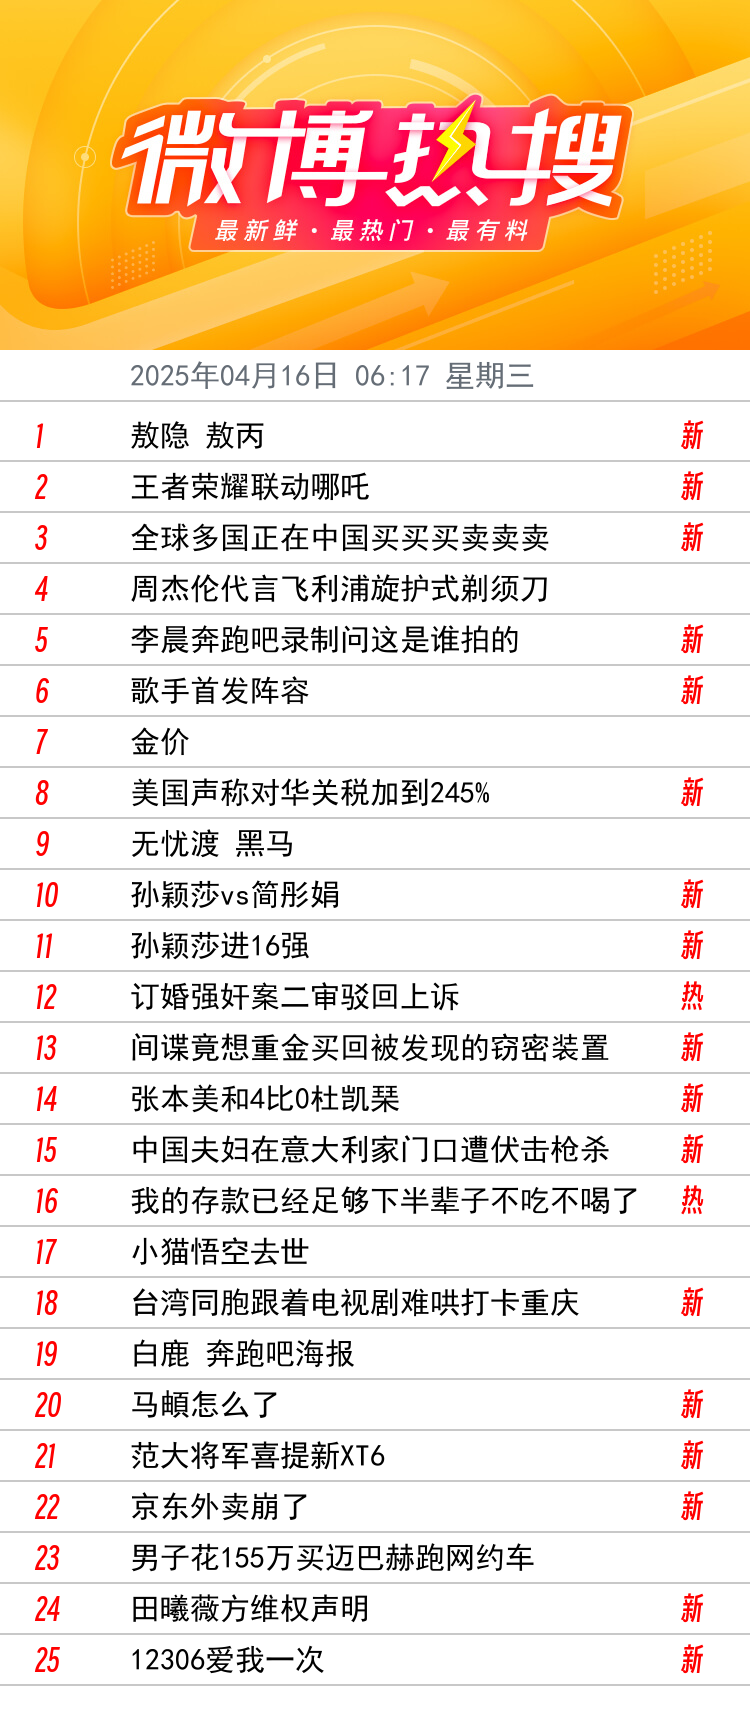 微博热搜
最新鲜·最热门·最有料
2025年04月16日 06:17 星期三
1 敖隐 敖丙 新
2 王者荣耀联动哪吒 新
3 全球多国正在中国买买买卖卖卖 新
4 周杰伦代言飞利浦旋护式剃须刀
5 李晨奔跑吧录制问这是谁拍的 新
6 歌手首发阵容 新
7 金价
8 美国声称对华关税加到245% 新
9 无忧渡 黑马
10 孙颖莎vs简彤娟 新
11 孙颖莎进16强 新
12 订婚强奸案二审驳回上诉 热
13 间谍竟想重金买回被发现的窃密装置 新
14 张本美和4比0杜凯琹 新
15 中国夫妇在意大利家门口遭伏击枪杀 新
16 我的存款已经足够下半辈子不吃不喝了 热
17 小猫悟空去世
18 台湾同胞跟着电视剧难哄打卡重庆 新
19 白鹿 奔跑吧海报
20 马頔怎么了 新
21 范大将军喜提新XT6 新
22 京东外卖崩了 新
23 男子花155万买迈巴赫跑网约车
24 田曦薇方维权声明 新
25 12306爱我一次 新